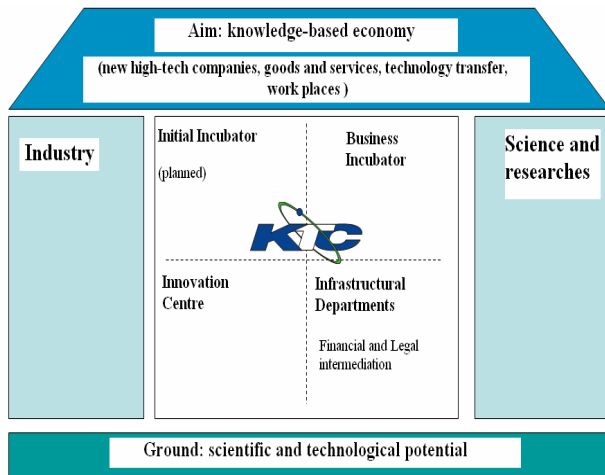 Aim: knowledge-based economy
(new high-tech companies, goods and services, technology transfer,
work places )
Industry
Initial Incubator
(planned)
Business
Incubator
Science and
researches
KTC
Innovation
Centre
Infrastructural
Departments
Financial and Legal
intermediation
Ground: scientific and technological potential